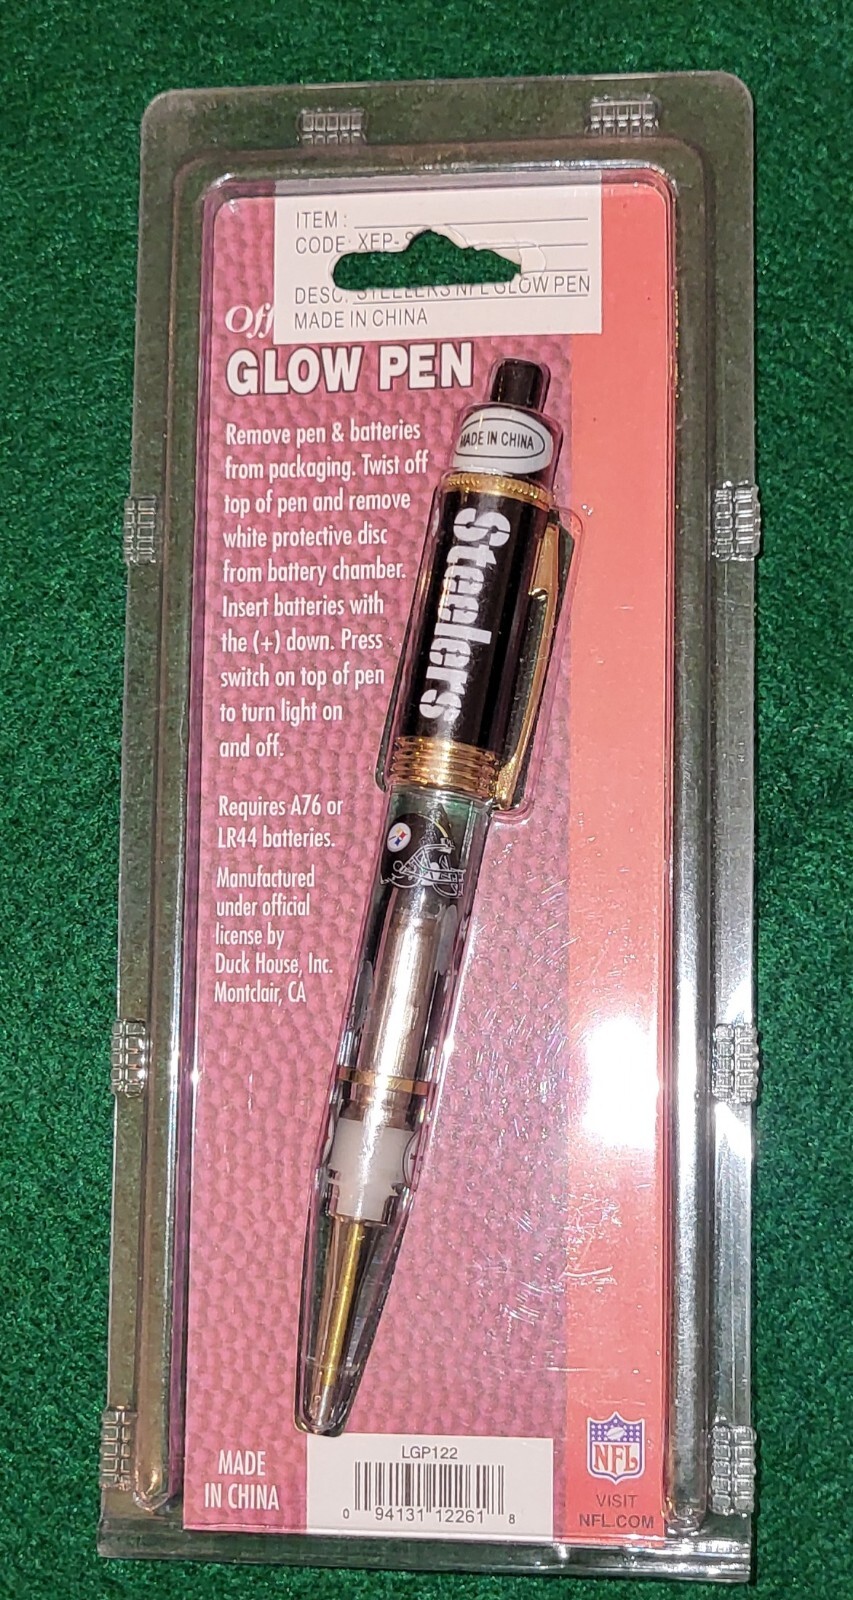 ITEM :
CODE: XEP-S
DESC. STEELERS NFL GLOW PEN
MADE IN CHINA
Off
GLOW PEN
Remove pen & batteries
from packaging. Twist off
top of pen and remove
white protective disc
from battery chamber.
Insert batteries with
the (+) down. Press
switch on top of pen
to turn light on
and off.
Requires A76 or
LR44 batteries.
Manufactured
under official
license by
Duck House, Inc.
Montclair, CA
MADE IN CHINA
Steelers
MADE
IN CHINA
LGP122
0 94131 12261 8
NFL
VISIT
NFL.COM